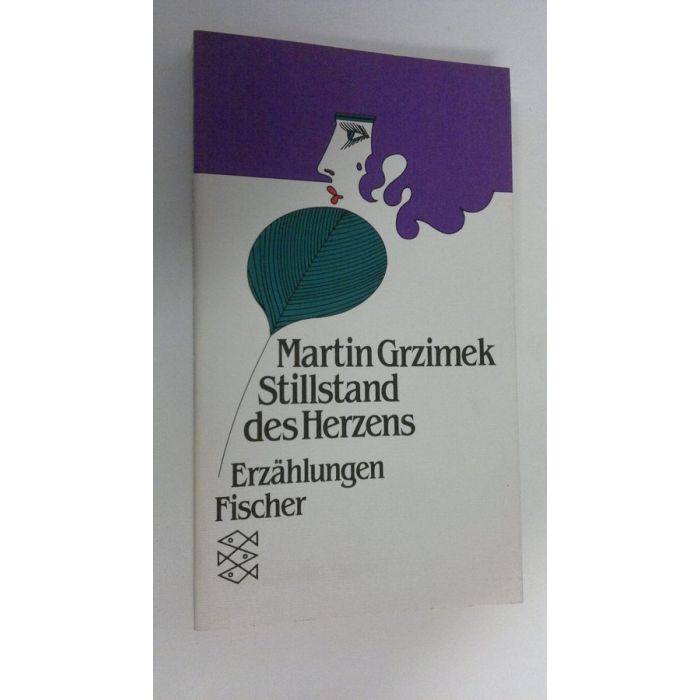 Martin Grzimek
Stillstand
des Herzens
Erzählungen
Fischer